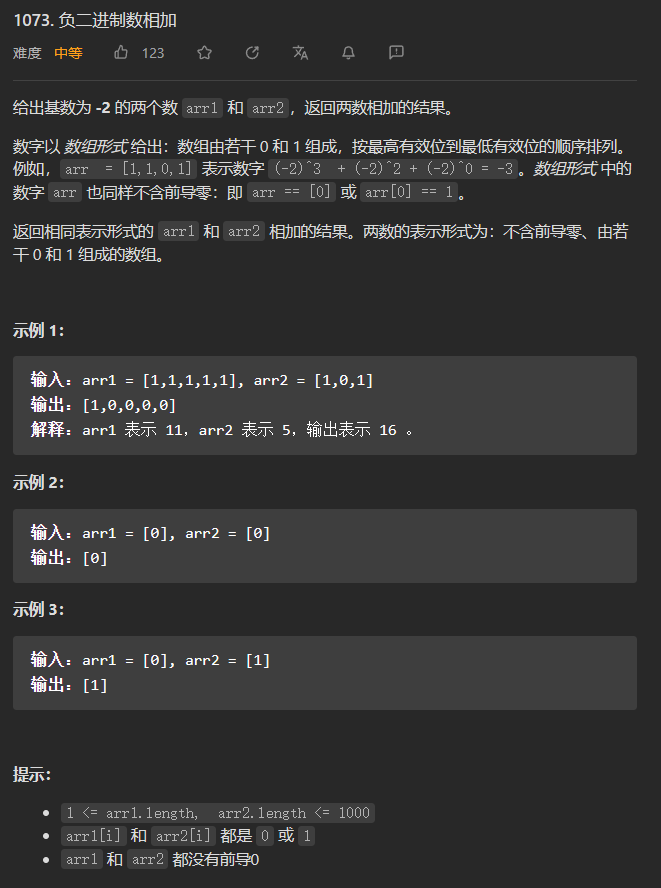 1073. 负二进制数相加
难度 中等 123
给出基数为 -2 的两个数 arr1 和 arr2，返回两数相加的结果。
数字以 数组形式 给出：数组由若干 0 和 1 组成，按最高有效位到最低有效位的顺序排列。
例如，arr = [1,1,0,1] 表示数字 (-2)^3 + (-2)^2 + (-2)^0 = -3。数组形式 中的
数字 arr 也同样不含前导零：即 arr == [0] 或 arr[0] == 1。
返回相同表示形式的 arr1 和 arr2 相加的结果。两数的表示形式为：不含前导零、由若
干 0 和 1 组成的数组。
示例 1：
输入：arr1 = [1,1,1,1,1], arr2 = [1,0,1]
输出：[1,0,0,0,0]
解释：arr1 表示 11，arr2 表示 5，输出表示 16 。
示例 2：
输入：arr1 = [0], arr2 = [0]
输出：[0]
示例 3：
输入：arr1 = [0], arr2 = [1]
输出：[1]
提示：
1 <= arr1.length, arr2.length <= 1000
arr1[i] 和 arr2[i] 都是 0 或 1
arr1 和 arr2 都没有前导0